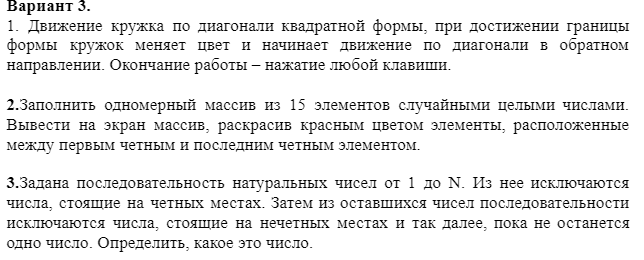 Вариант 3.
1. Движение кружка по диагонали квадратной формы, при достижении границы
формы кружок меняет цвет и начинает движение по диагонали в обратном
направлении. Окончание работы – нажатие любой клавиши.
2.Заполнить одномерный массив из 15 элементов случайными целыми числами.
Вывести на экран массив, раскрасив красным цветом элементы, расположенные
между первым четным и последним четным элементом.
3.Задана последовательность натуральных чисел от 1 до N. Из нее исключаются
числа, стоящие на четных местах. Затем из оставшихся чисел последовательности
исключаются числа, стоящие на нечетных местах и так далее, пока не останется
одно число. Определить, какое это число.